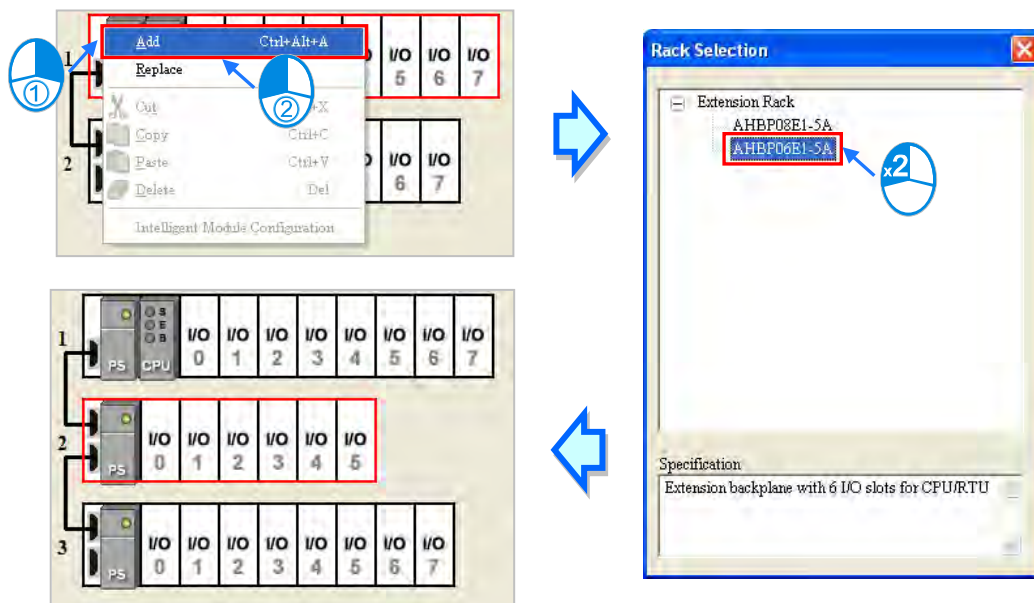 Add Ctrl+Alt+A
Replace
Cut +X
Copy Ctrl+C
Paste Ctrl+V
Delete Del
Intelligent Module Configuration
1
2
①
②
I/O I/O I/O
5 6 7
I/O I/O
6 7
Rack Selection
Extension Rack
AHBP08E1-5A
AHBP06E1-5A
x2
Specification
Extension backplane with 6 I/O slots for CPU/RTU
1
PS CPU
S
E
B
I/O I/O I/O I/O I/O I/O I/O I/O
0 1 2 3 4 5 6 7
2
PS
I/O I/O I/O I/O I/O I/O
0 1 2 3 4 5
3
PS
I/O I/O I/O I/O I/O I/O I/O I/O
0 1 2 3 4 5 6 7